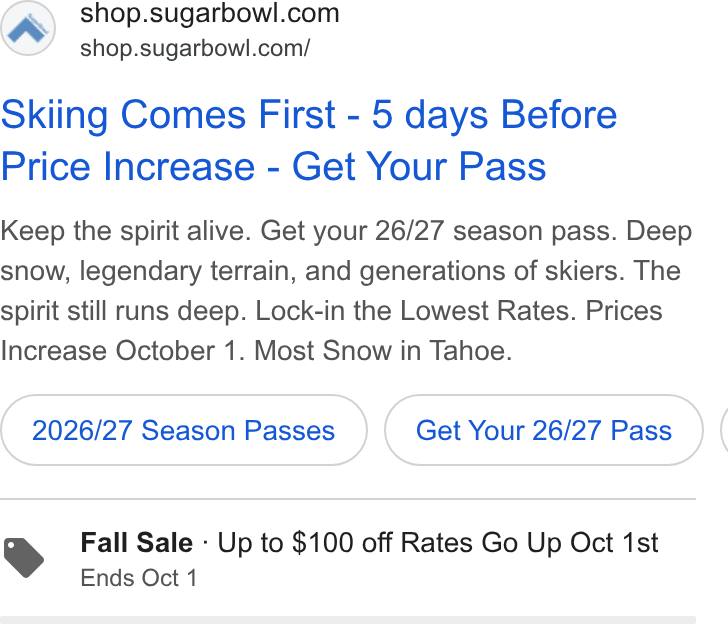 shop.sugarbowl.com
shop.sugarbowl.com/
Skiing Comes First - 5 days Before
Price Increase - Get Your Pass
Keep the spirit alive. Get your 26/27 season pass. Deep
snow, legendary terrain, and generations of skiers. The
spirit still runs deep. Lock-in the Lowest Rates. Prices
Increase October 1. Most Snow in Tahoe.
2026/27 Season Passes
Get Your 26/27 Pass
Fall Sale · Up to $100 off Rates Go Up Oct 1st
Ends Oct 1